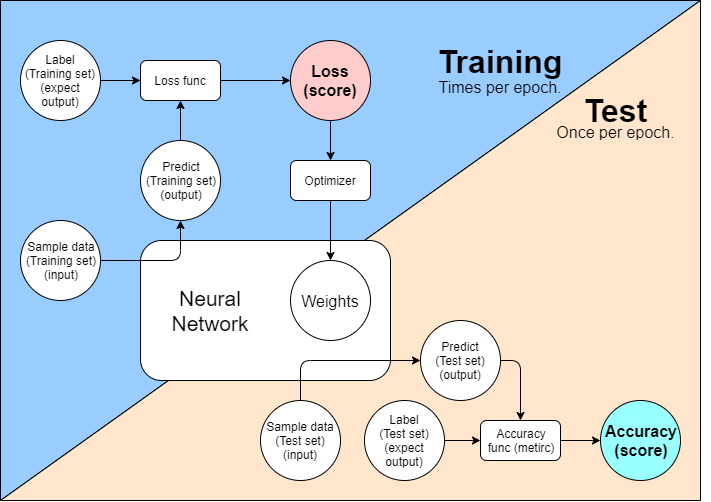 Label
(Training set)
(expect
output)
Loss func
Loss
(score)
Training
Times per epoch.
Test
Once per epoch.
Predict
(Training set)
(output)
Optimizer
Sample data
(Training set)
(input)
Neural
Network
Weights
Predict
(Test set)
(output)
Sample data
(Test set)
(input)
Label
(Test set)
(expect
output)
Accuracy
func (metirc)
Accuracy
(score)